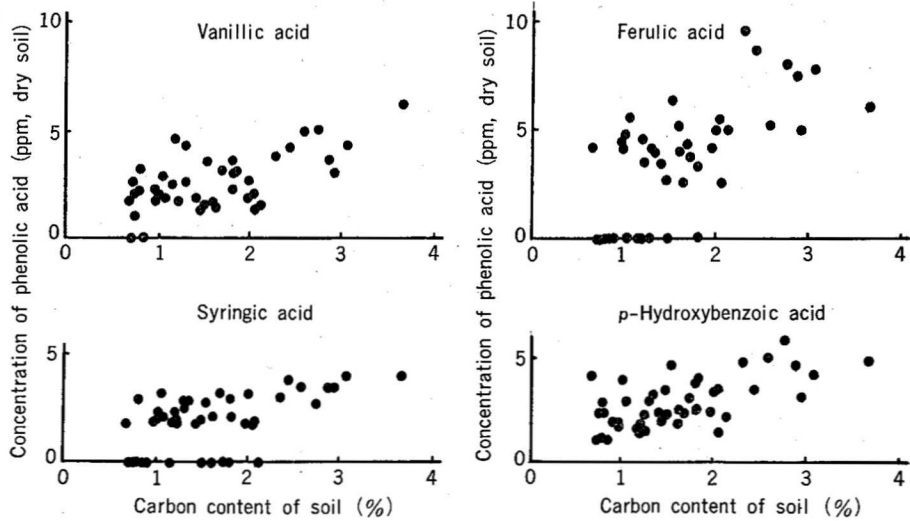 Concentration of phenolic acid (ppm, dry soil)
Vanillic acid
10
5
0
0 1 2 3 4
Syringic acid
5
0
0 1 2 3 4
Carbon content of soil (%)
Concentration of phenolic acid (ppm, dry soil)
Ferulic acid
10
5
0
0 1 2 3 4
p-Hydroxybenzoic acid
5
0
0 1 2 3 4
Carbon content of soil (%)